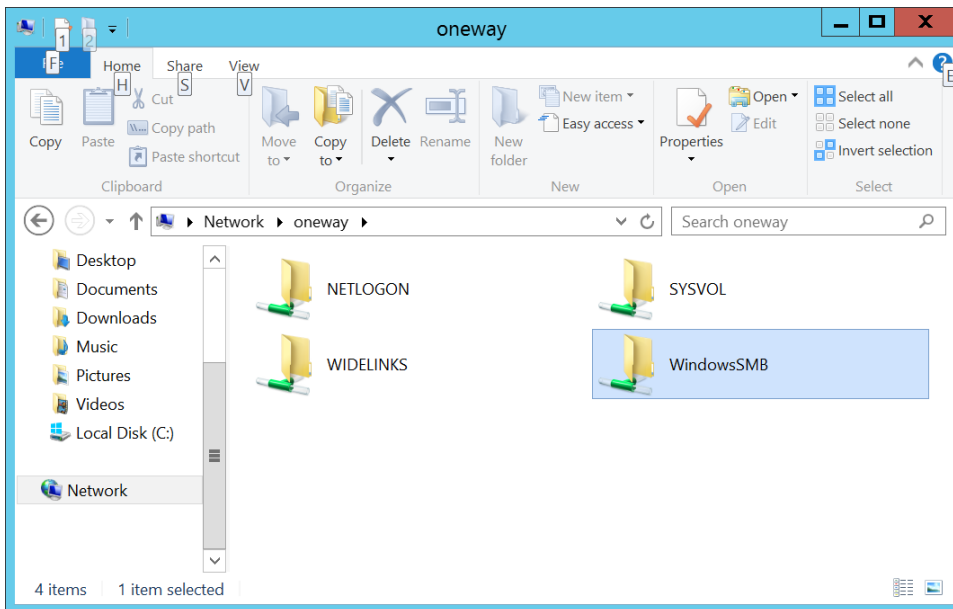 oneway
1 2
File F Home H Share S View V E
Copy
Paste
Cut
Copy path
Paste shortcut
Clipboard
Move to
Copy to
Delete
Rename
Organize
New folder
New item
Easy access
New
Properties
Open
Edit
Open
Select all
Select none
Invert selection
Select
Network oneway
Search oneway
Desktop
Documents
Downloads
Music
Pictures
Videos
Local Disk (C:)
Network
NETLOGON
SYSVOL
WIDELINKS
WindowsSMB
4 items 1 item selected